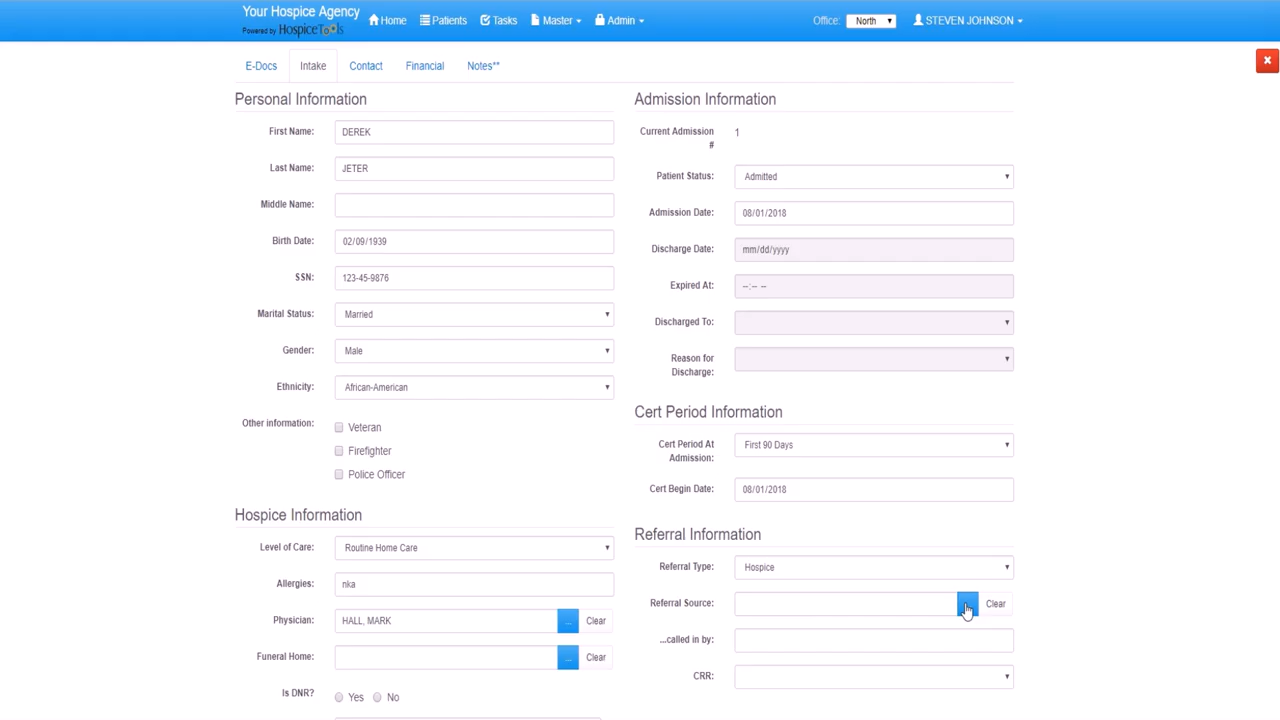 Your Hospice Agency
Powered by HospiceTools
Home
Patients
Tasks
Master
Admin
Office: North
STEVEN JOHNSON
E-Docs
Intake
Contact
Financial
Notes**
Personal Information
First Name: DEREK
Last Name: JETER
Middle Name:
Birth Date: 02/09/1939
SSN: 123-45-9876
Marital Status: Married
Gender: Male
Ethnicity: African-American
Other information: Veteran
Firefighter
Police Officer
Hospice Information
Level of Care: Routine Home Care
Allergies: nka
Physician: HALL, MARK ... Clear
Funeral Home: ... Clear
Is DNR? Yes No
Admission Information
Current Admission 1
#
Patient Status: Admitted
Admission Date: 08/01/2018
Discharge Date: mm/dd/yyyy
Expired At: --:-- --
Discharged To:
Reason for
Discharge:
Cert Period Information
Cert Period At First 90 Days
Admission:
Cert Begin Date: 08/01/2018
Referral Information
Referral Type: Hospice
Referral Source: Clear
...called in by:
CRR: